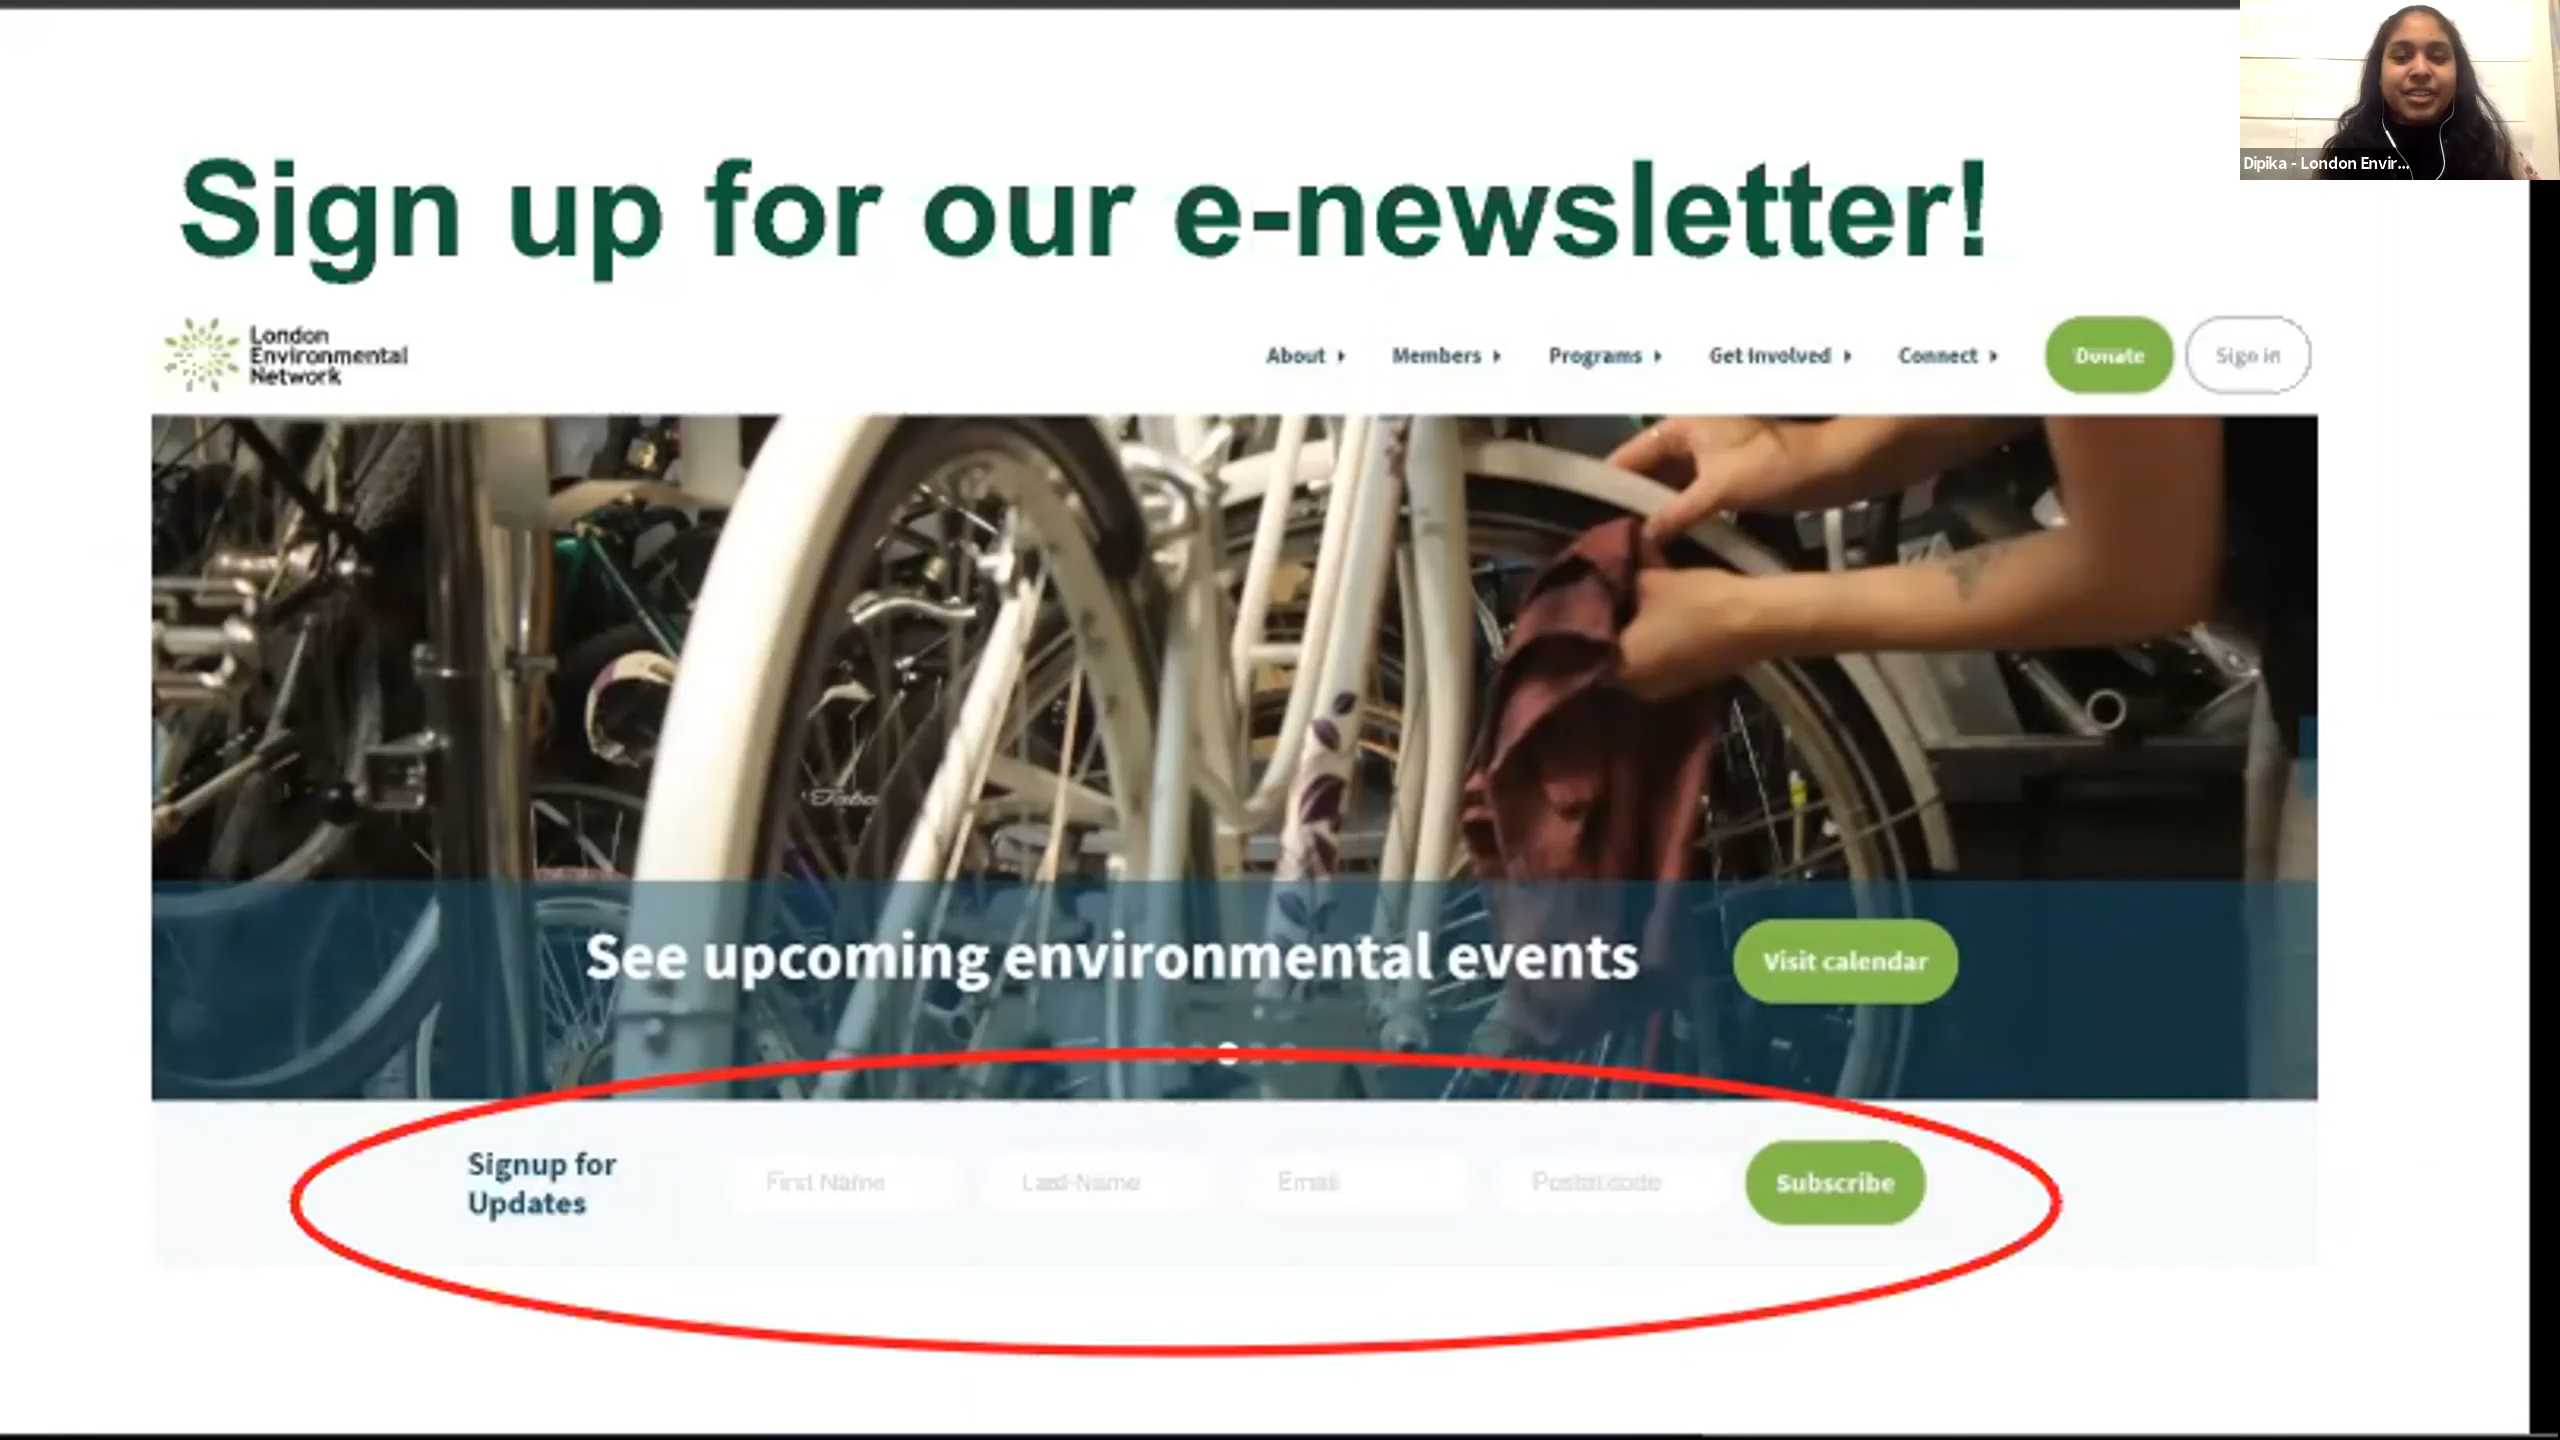 Sign up for our e-newsletter!
Dipika - London Envir...
London
Environmental
Network
About Members Programs Get Involved Connect Donate Sign in
See upcoming environmental events Visit calendar
Signup for
Updates
First Name Last Name Email Postal code Subscribe